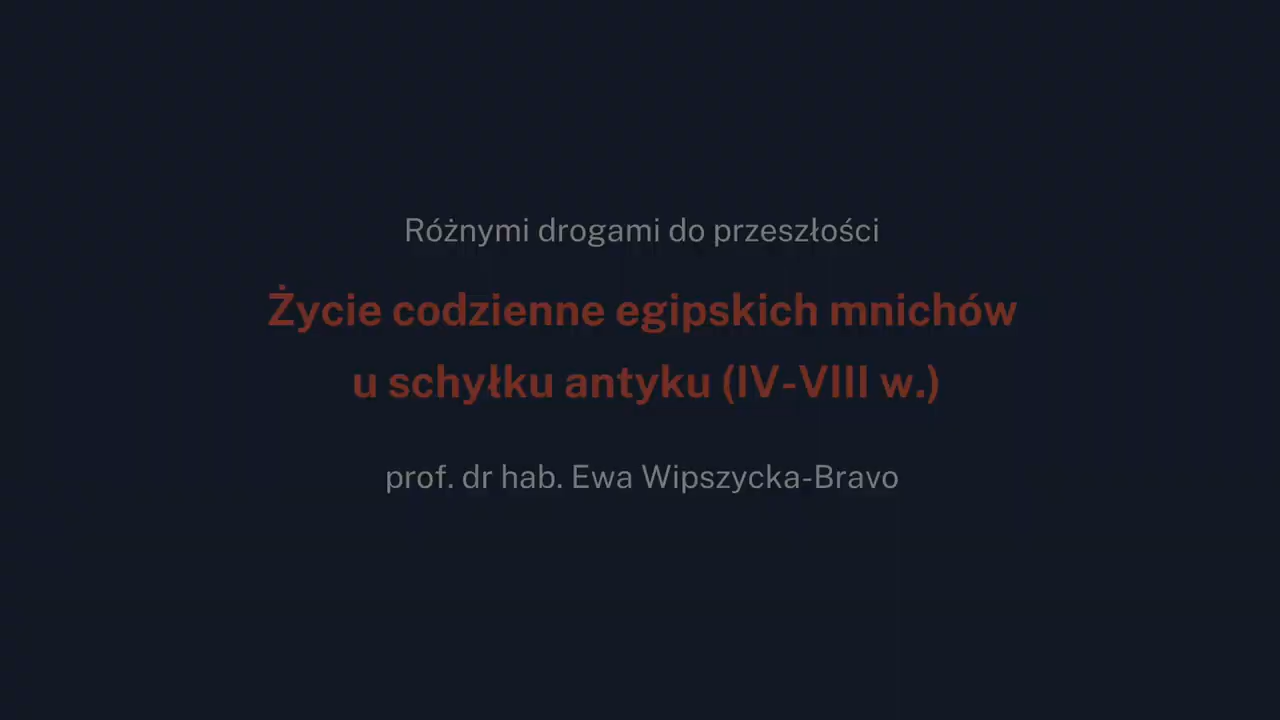 Różnymi drogami do przeszłości
Życie codzienne egipskich mnichów
u schyłku antyku (IV-VIII w.)
prof. dr hab. Ewa Wipszycka-Bravo